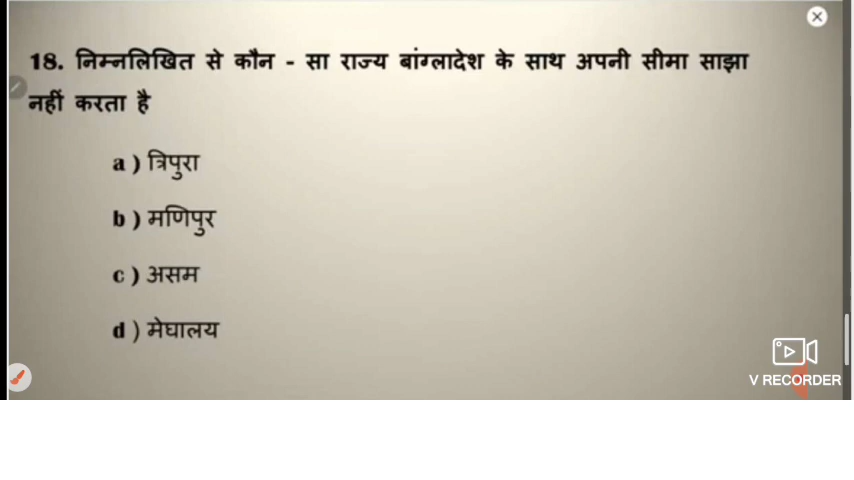 18. निम्नलिखित से कौन - सा राज्य बांग्लादेश के साथ अपनी सीमा साझा
नहीं करता है
a ) त्रिपुरा
b ) मणिपुर
c ) असम
d ) मेघालय
V RECORDER